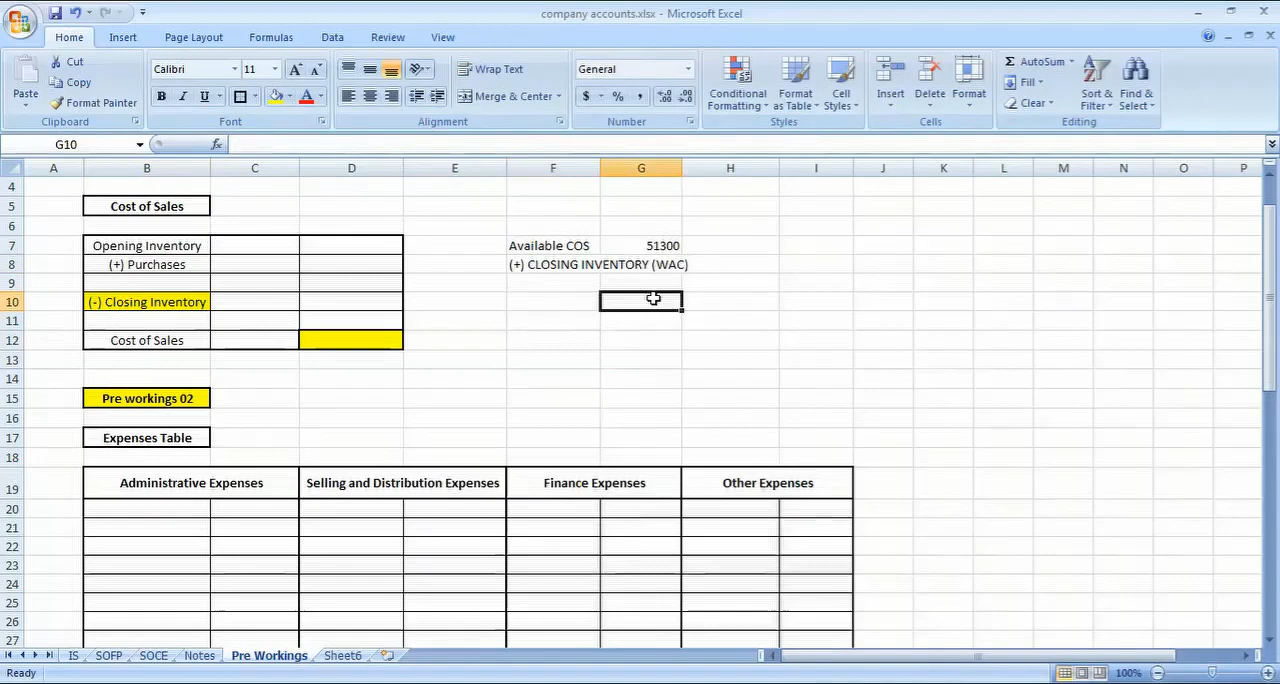 company accounts.xlsx - Microsoft Excel
Home Insert Page Layout Formulas Data Review View
Paste
Cut
Copy
Format Painter
Clipboard
Calibri 11
B I U
Font
Wrap Text
Merge & Center
Alignment
General
$ % ,
Number
Conditional Formatting
Format as Table
Cell Styles
Styles
Insert Delete Format
Cells
AutoSum
Fill
Clear
Sort & Filter
Find & Select
Editing
G10 fx
A B C D E F G H I J K L M N O P
4
5 Cost of Sales
6
7 Opening Inventory Available COS 51300
8 (+) Purchases (+) CLOSING INVENTORY (WAC)
9
10 (-) Closing Inventory
11
12 Cost of Sales
13
14
15 Pre workings 02
16
17 Expenses Table
18
19 Administrative Expenses Selling and Distribution Expenses Finance Expenses Other Expenses
20
21
22
23
24
25
26
27
IS SOFP SOCE Notes Pre Workings Sheet6
Ready 100%